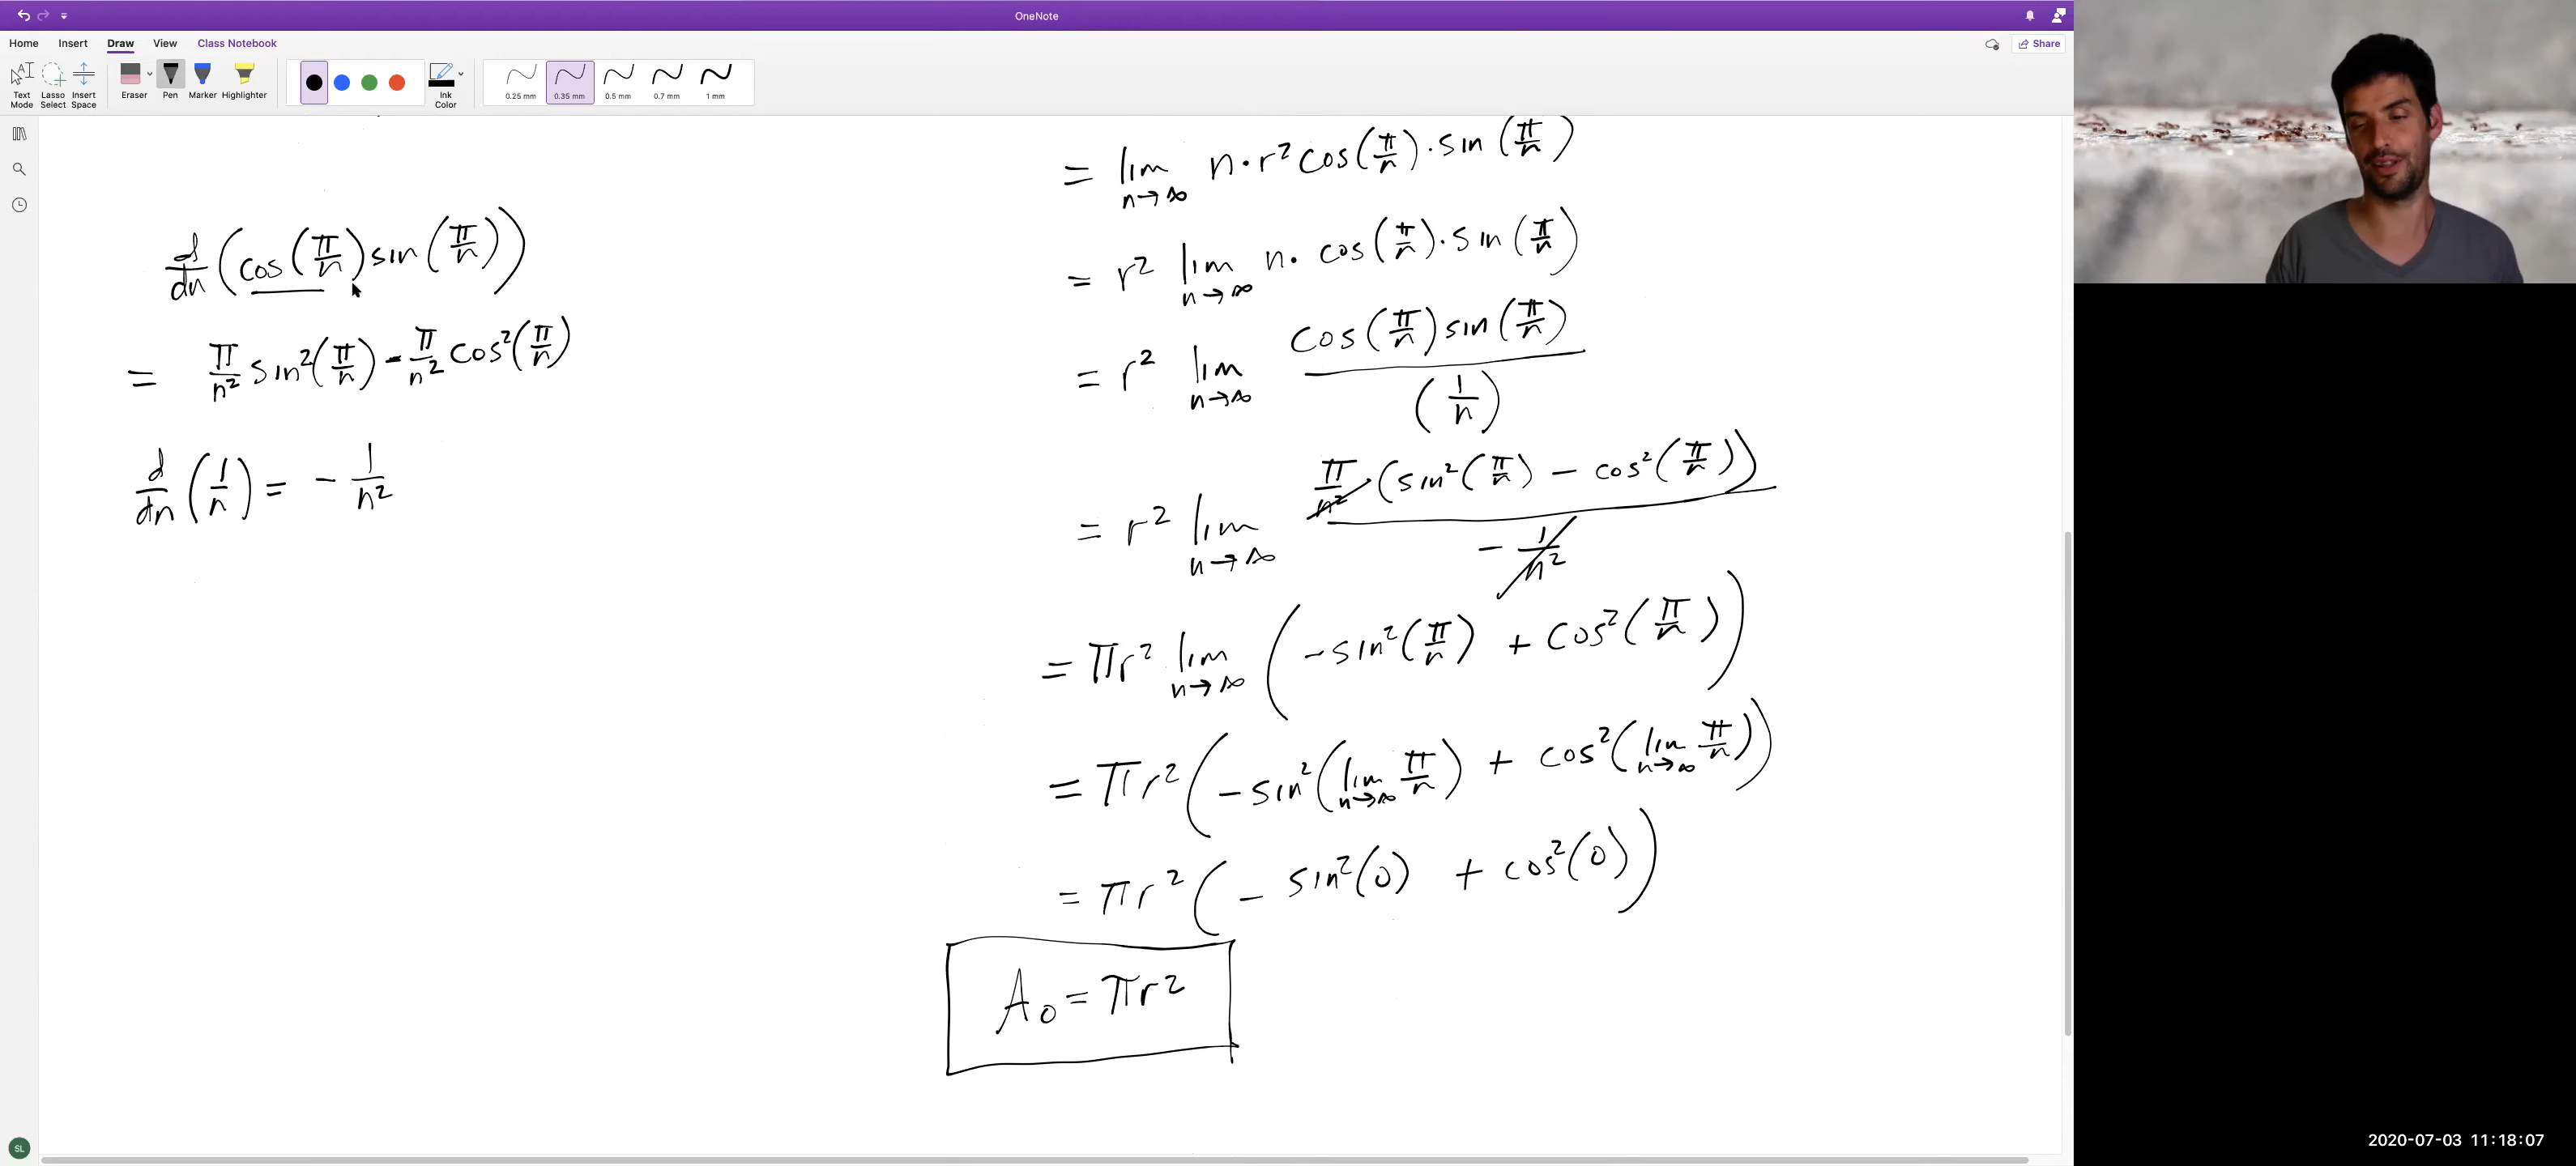 OneNote
Home Insert Draw View Class Notebook
Share
Text Mode
Lasso Select
Insert Space
Eraser
Pen
Marker
Highlighter
Ink Color
0.25 mm
0.35 mm
0.5 mm
0.7 mm
1 mm
d/dn (cos(π/n) sin(π/n))
= π/n² sin²(π/n) - π/n² cos²(π/n)
d/dn (1/n) = - 1/n²
= lim n→∞ n · r² cos(π/n) · sin(π/n)
= r² lim n→∞ n · cos(π/n) · sin(π/n)
= r² lim n→∞ cos(π/n) sin(π/n) / (1/n)
= r² lim n→∞ π/n² (sin²(π/n) - cos²(π/n)) / - 1/n²
= πr² lim n→∞ (-sin²(π/n) + cos²(π/n))
= πr² (-sin²(lim n→∞ π/n) + cos²(lim n→∞ π/n))
= πr² (- sin²(0) + cos²(0))
A₀ = πr²
SL
2020-07-03 11:18:07